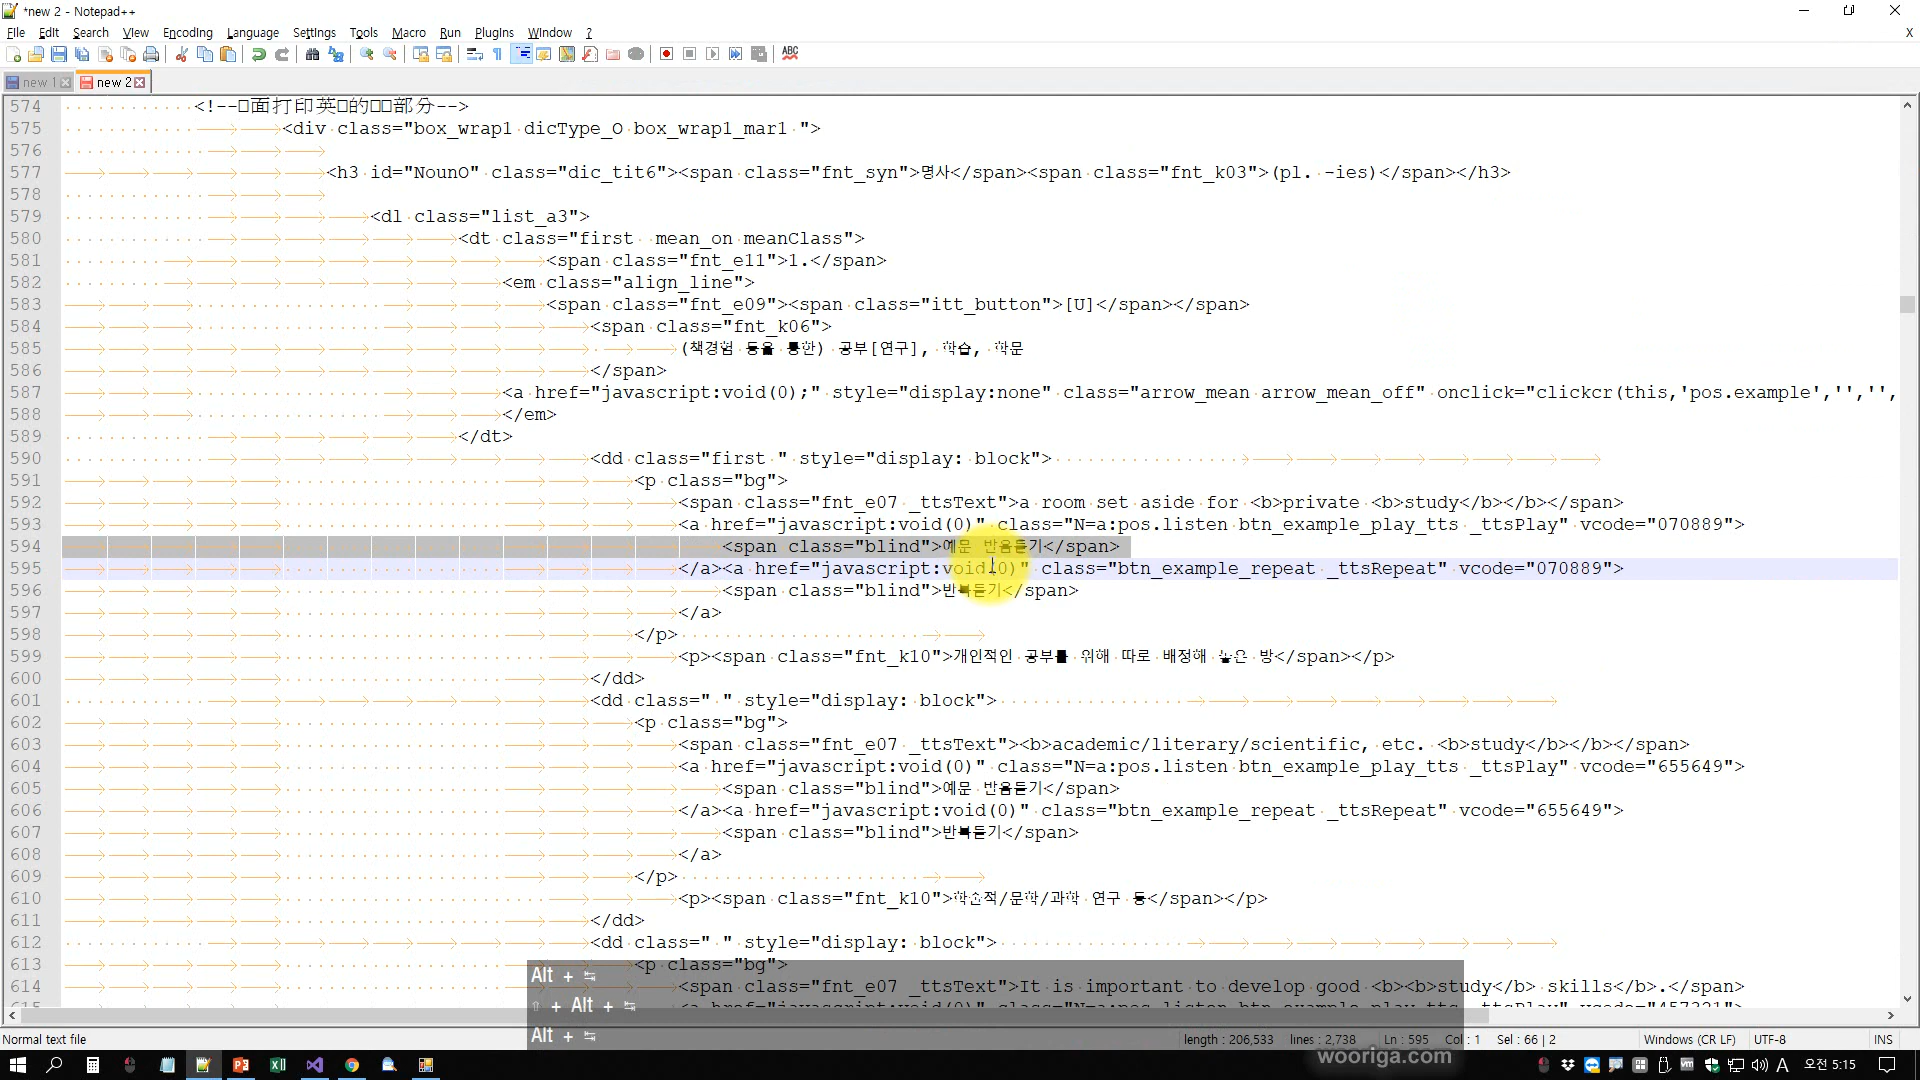 *new 2 - Notepad++
File Edit Search View Encoding Language Settings Tools Macro Run Plugins Window ? X
new 1 new 2
574 <!--□面打印英□的□□部分-->
575 <div class="box_wrap1 dicType_O box_wrap1_mar1 ">
576
577 <h3 id="NounO" class="dic_tit6"><span class="fnt_syn">명사</span><span class="fnt_k03">(pl. -ies)</span></h3>
578
579 <dl class="list_a3">
580 <dt class="first  mean_on meanClass">
581 <span class="fnt_e11">1.</span>
582 <em class="align_line">
583 <span class="fnt_e09"><span class="itt_button">[U]</span></span>
584 <span class="fnt_k06">
585 (책경험 등을 통한) 공부[연구], 학습, 학문
586 </span>
587 <a href="javascript:void(0);" style="display:none" class="arrow_mean arrow_mean_off" onclick="clickcr(this,'pos.example','','',
588 </em>
589 </dt>
590 <dd class="first " style="display: block">
591 <p class="bg">
592 <span class="fnt_e07 _ttsText">a room set aside for <b>private <b>study</b></b></span>
593 <a href="javascript:void(0)" class="N=a:pos.listen btn_example_play_tts _ttsPlay" vcode="070889">
594 <span class="blind">예문 발음듣기</span>
595 </a><a href="javascript:void(0)" class="btn_example_repeat _ttsRepeat" vcode="070889">
596 <span class="blind">반복듣기</span>
597 </a>
598 </p>
599 <p><span class="fnt_k10">개인적인 공부를 위해 따로 배정해 놓은 방</span></p>
600 </dd>
601 <dd class=" " style="display: block">
602 <p class="bg">
603 <span class="fnt_e07 _ttsText"><b>academic/literary/scientific, etc. <b>study</b></b></span>
604 <a href="javascript:void(0)" class="N=a:pos.listen btn_example_play_tts _ttsPlay" vcode="655649">
605 <span class="blind">예문 발음듣기</span>
606 </a><a href="javascript:void(0)" class="btn_example_repeat _ttsRepeat" vcode="655649">
607 <span class="blind">반복듣기</span>
608 </a>
609 </p>
610 <p><span class="fnt_k10">학술적/문학/과학 연구 등</span></p>
611 </dd>
612 <dd class=" " style="display: block">
613 <p class="bg">
614 <span class="fnt_e07 _ttsText">It is important to develop good <b><b>study</b> skills</b>.</span>
Alt + ↹
⇧ + Alt + ↹
Alt + ↹
Normal text file length : 206,533 lines : 2,738 Ln : 595 Col : 1 Sel : 66 | 2 Windows (CR LF) UTF-8 INS
wooriga.com
A 오전 5:15